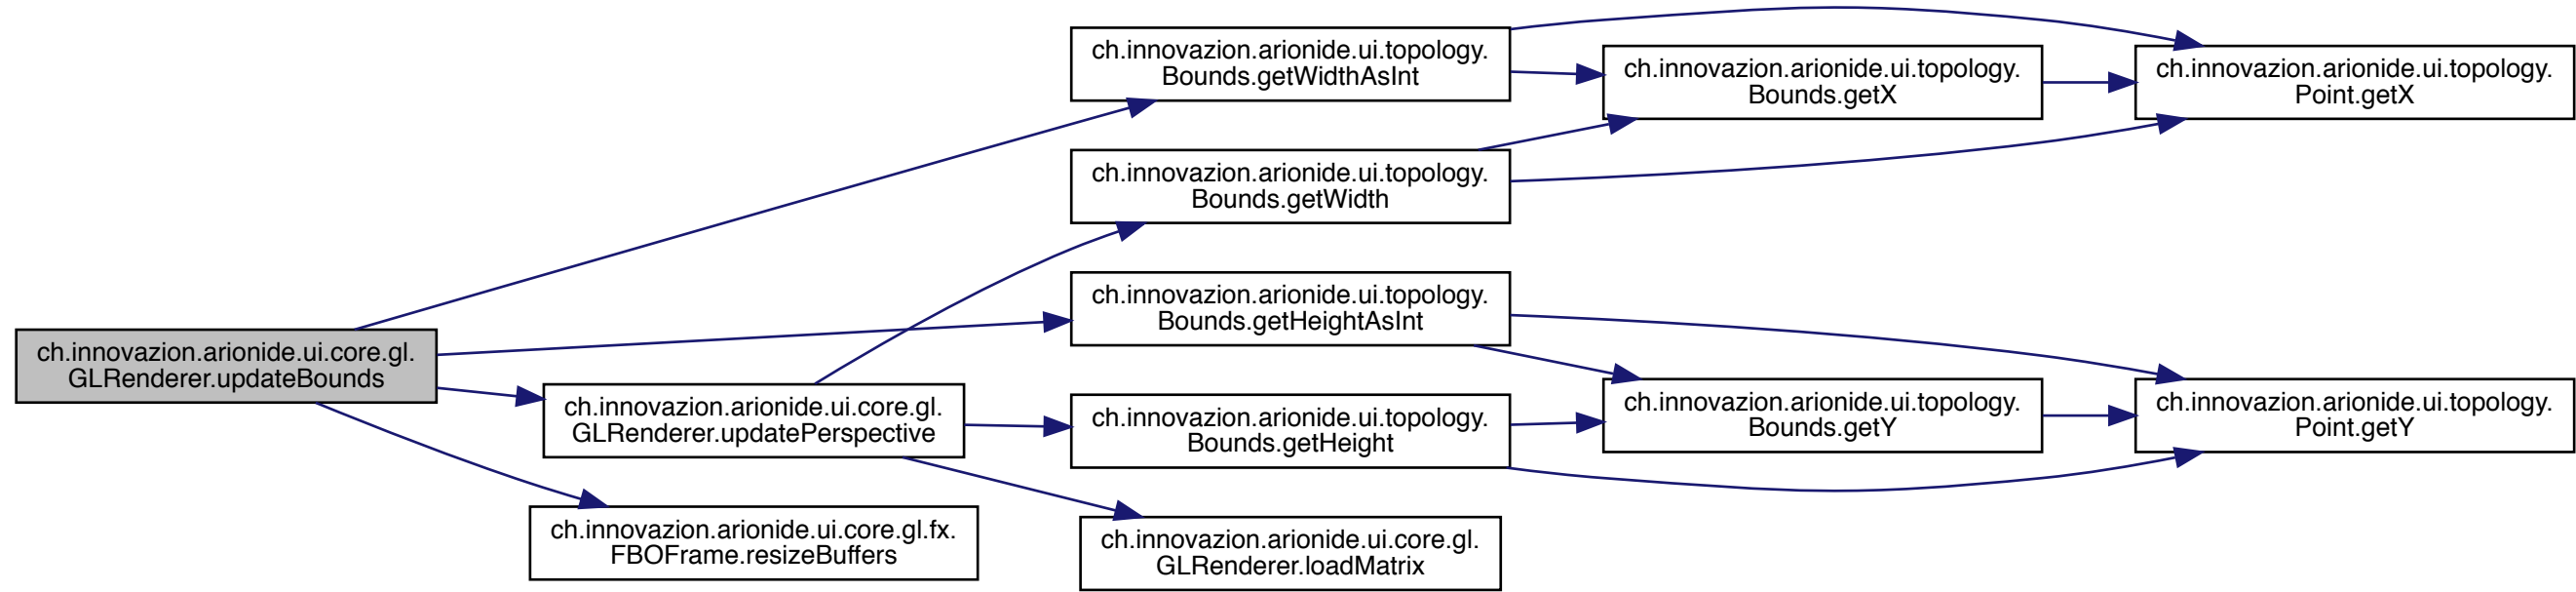 ch.innovazion.arionide.ui.core.gl.
GLRenderer.updateBounds
ch.innovazion.arionide.ui.core.gl.
GLRenderer.updatePerspective
ch.innovazion.arionide.ui.core.gl.fx.
FBOFrame.resizeBuffers
ch.innovazion.arionide.ui.topology.
Bounds.getWidthAsInt
ch.innovazion.arionide.ui.topology.
Bounds.getWidth
ch.innovazion.arionide.ui.topology.
Bounds.getHeightAsInt
ch.innovazion.arionide.ui.topology.
Bounds.getHeight
ch.innovazion.arionide.ui.core.gl.
GLRenderer.loadMatrix
ch.innovazion.arionide.ui.topology.
Bounds.getX
ch.innovazion.arionide.ui.topology.
Bounds.getY
ch.innovazion.arionide.ui.topology.
Point.getX
ch.innovazion.arionide.ui.topology.
Point.getY